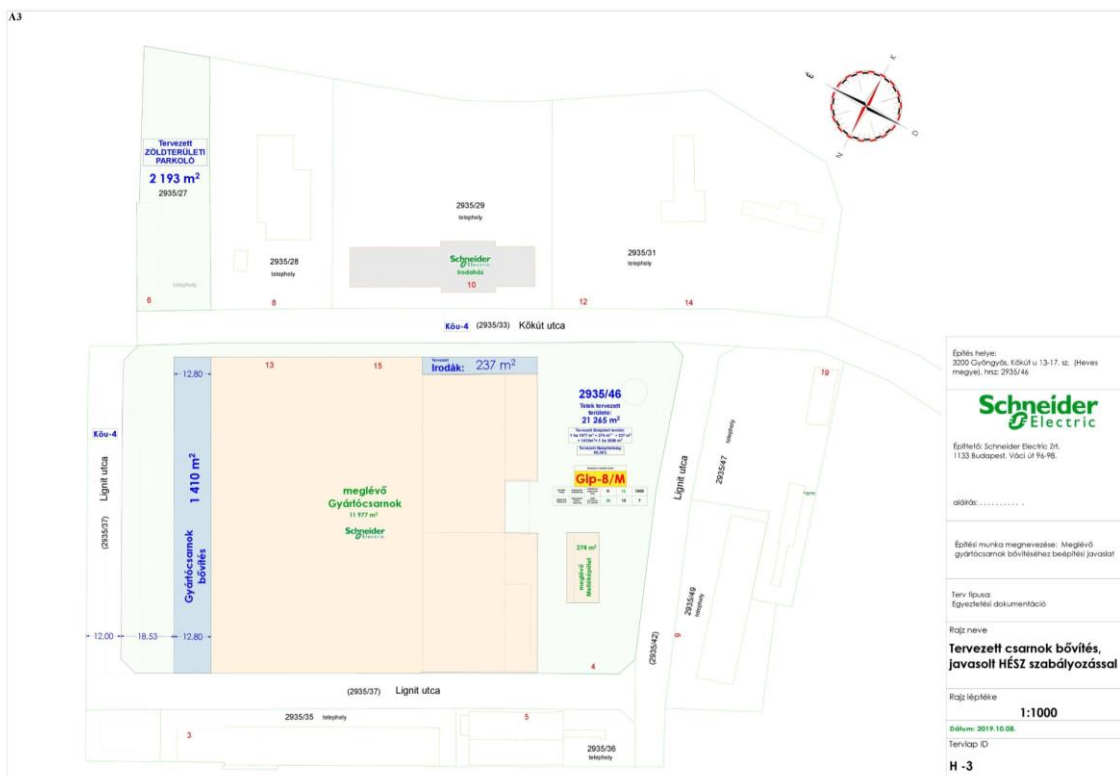 A3
É
K
D
N
Tervezett
ZÖLDTERÜLETI
PARKOLÓ
2 193 m²
2935/27
telephely
6
2935/28
telephely
8
2935/29
telephely
Schneider
Electric
Irodaház
10
2935/31
telephely
12
14
Köu-4 (2935/33) Kőkút utca
Köu-4
(2935/37) Lignit utca
12.80
1 410 m²
Gyártócsarnok
bővítés
12.00
18.53
12.80
13
15
Tervezett
Irodák: 237 m²
meglévő
Gyártócsarnok
11 977 m²
Schneider
Electric
2935/46
Telek tervezett
területe:
21 265 m²
Gip-8/M
274 m²
meglévő
Melléképület
4
Lignit utca
(2935/42)
2935/47
telephely
19
2935/49
telephely
9
(2935/37) Lignit utca
2935/35 telephely
3
5
2935/36
telephely
Építés helye:
3200 Gyöngyös, Kőkút u 13-17. sz. (Heves
megye), hrsz: 2935/46
Schneider
Electric
Építtető: Schneider Electric Zrt.
1133 Budapest, Váci út 96-98.
aláírás: . . . . . . . . . . .
Építési munka megnevezése: Meglévő
gyártócsarnok bővítéséhez beépítési javaslat
Terv típusa:
Egyeztetési dokumentáció
Rajz neve
Tervezett csarnok bővítés,
javasolt HÉSZ szabályozással
Rajz léptéke
1:1000
Dátum: 2019.10.08.
Tervlap ID
H -3